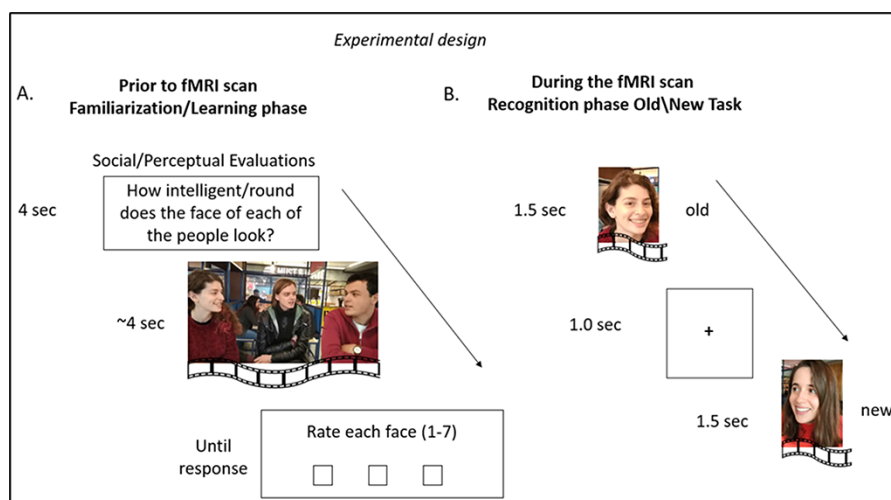 Experimental design
A.
Prior to fMRI scan
Familiarization/Learning phase
Social/Perceptual Evaluations
4 sec
How intelligent/round
does the face of each of
the people look?
~4 sec
Until
response
Rate each face (1-7)
B.
During the fMRI scan
Recognition phase Old\New Task
1.5 sec
old
1.0 sec
+
1.5 sec
new